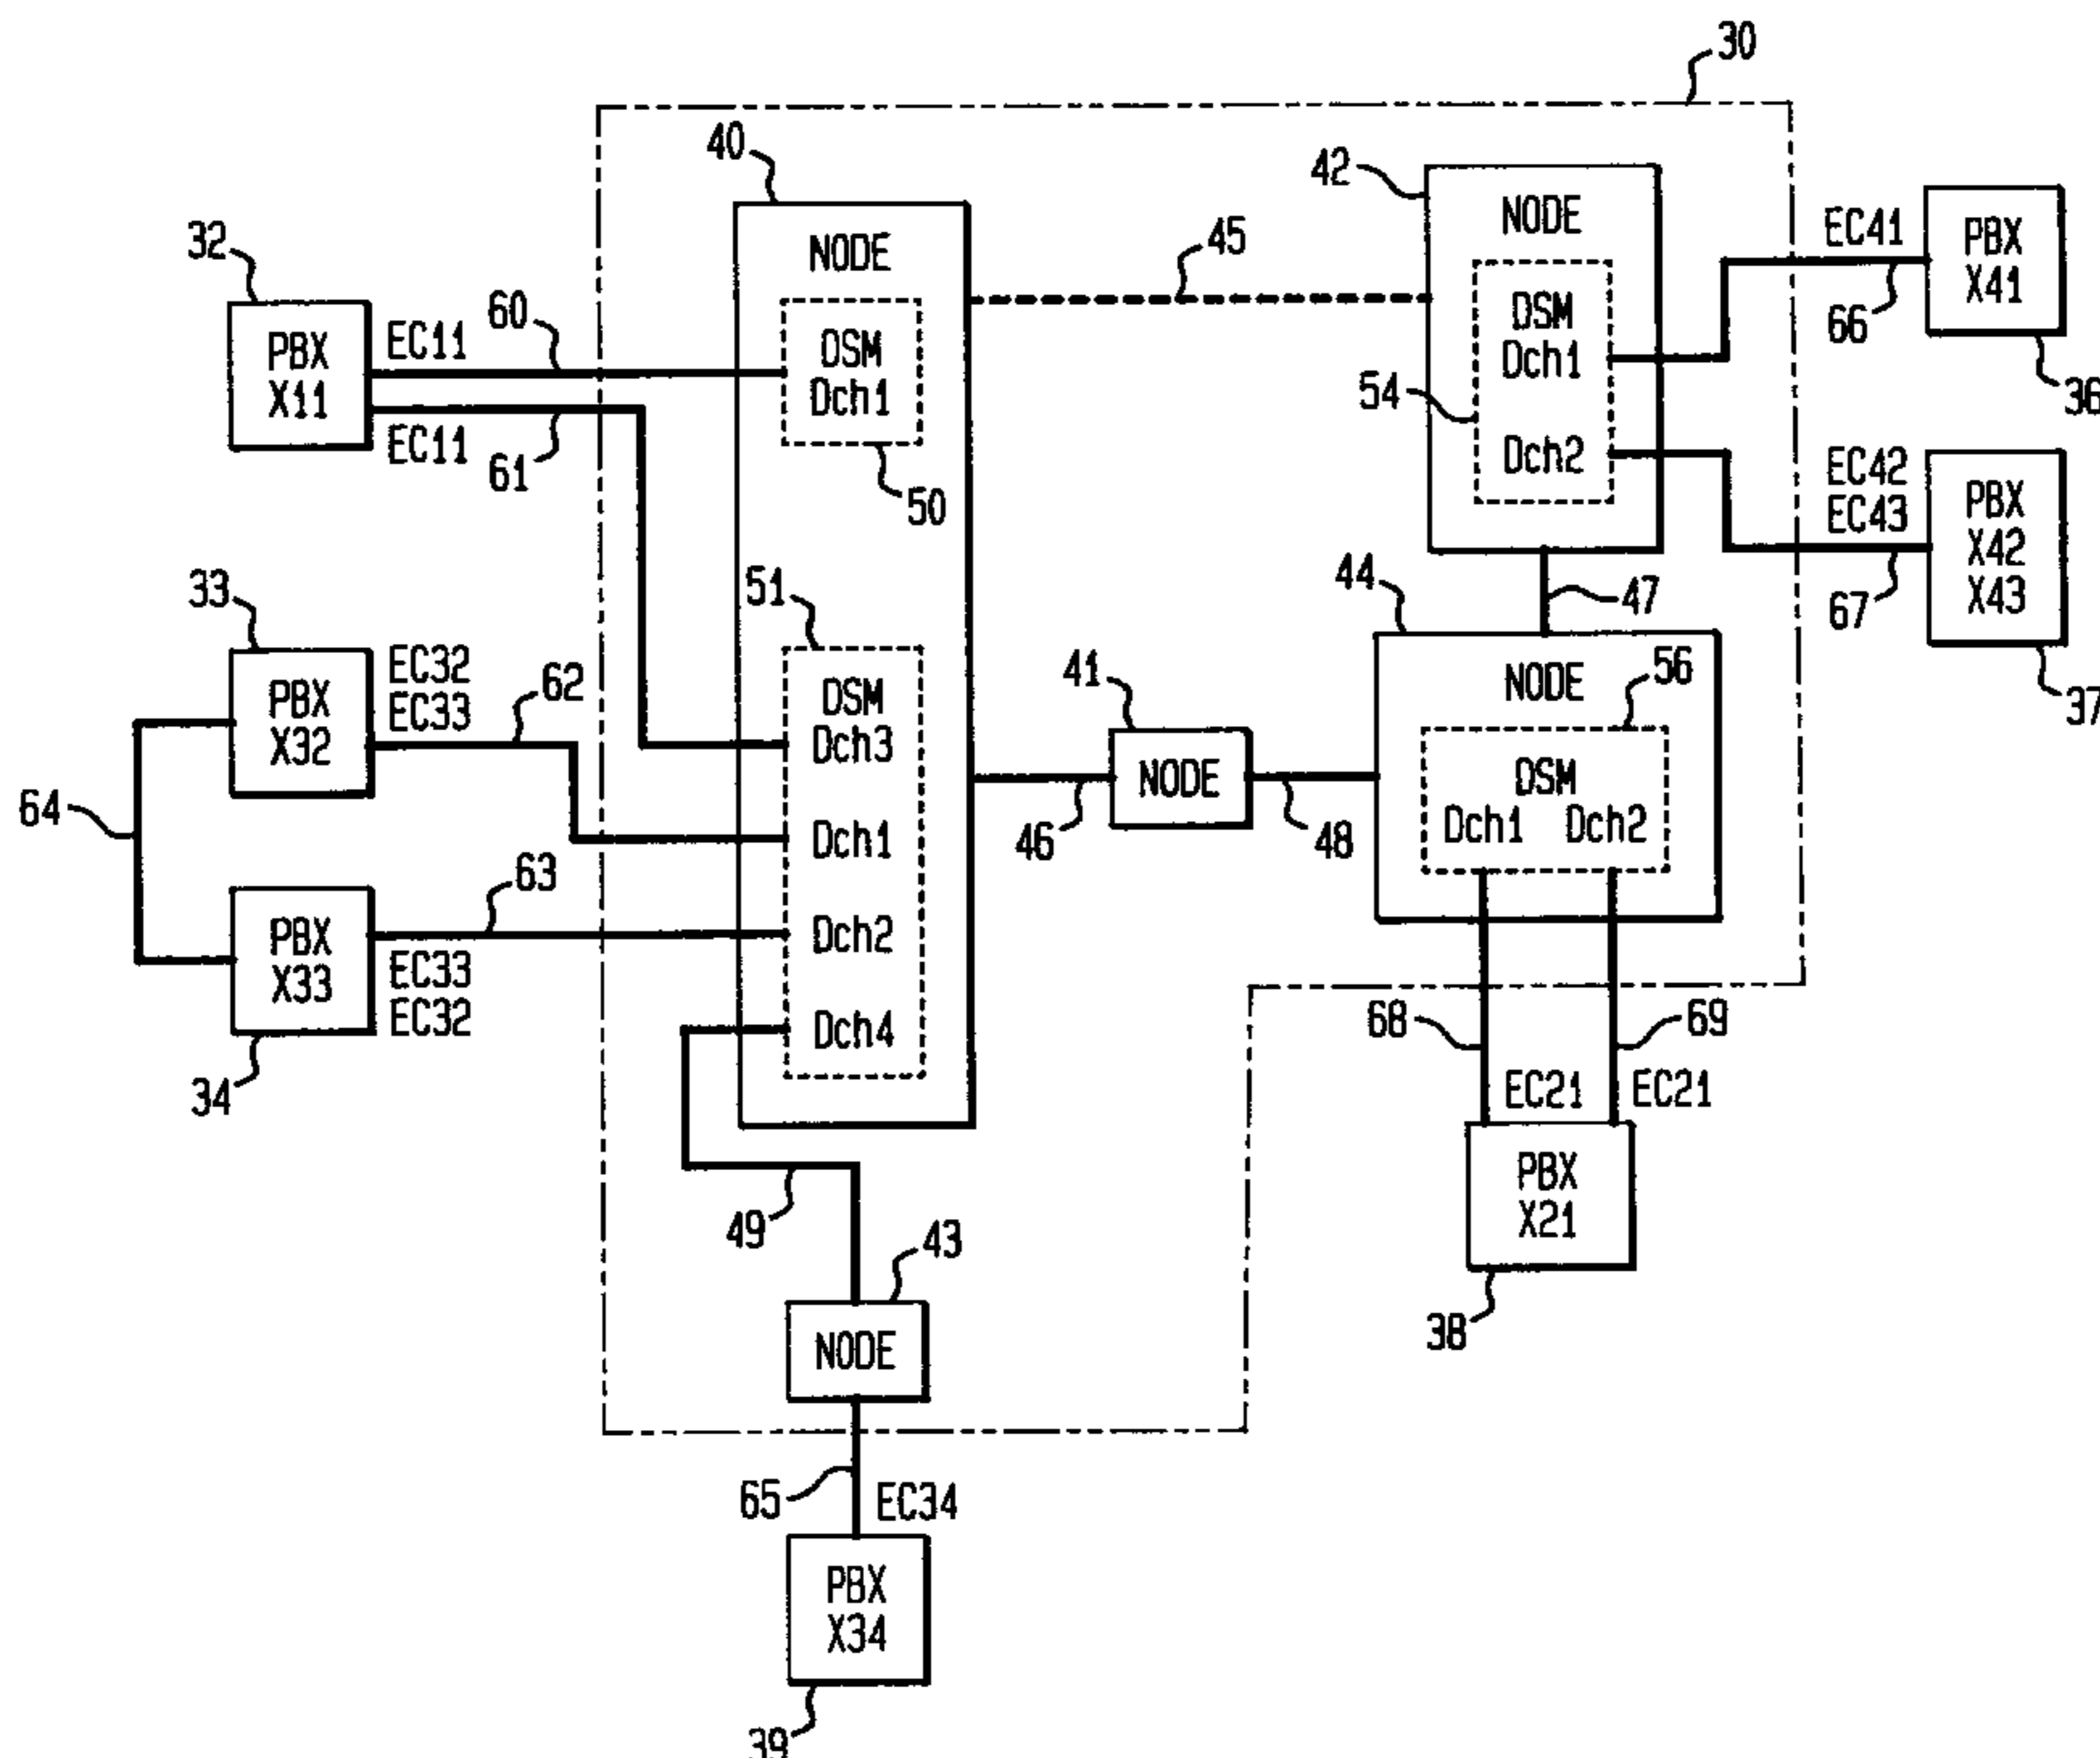 30
40
42
NODE
NODE
EC41
PBX
X41
45
32
66
36
60
PBX
X11
EC11
DSM
Dch1
DSM
Dch1
54
Dch2
EC11
61
50
EC42
EC43
PBX
X42
X43
67
37
33
51
44
47
EC32
EC33
62
PBX
X32
DSM
Dch3
41
NODE
56
NODE
DSM
Dch1 Dch2
64
Dch1
46
48
63
PBX
X33
Dch2
EC33
EC32
Dch4
34
68
69
EC21
EC21
PBX
X21
49
43
38
NODE
65
EC34
PBX
X34
39